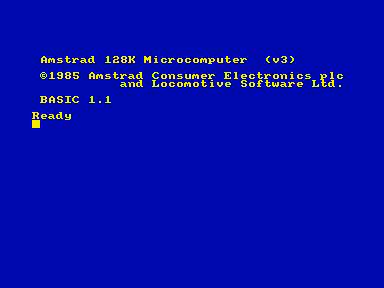 Amstrad 128K Microcomputer  (v3)
©1985 Amstrad Consumer Electronics plc
and Locomotive Software Ltd.
BASIC 1.1
Ready